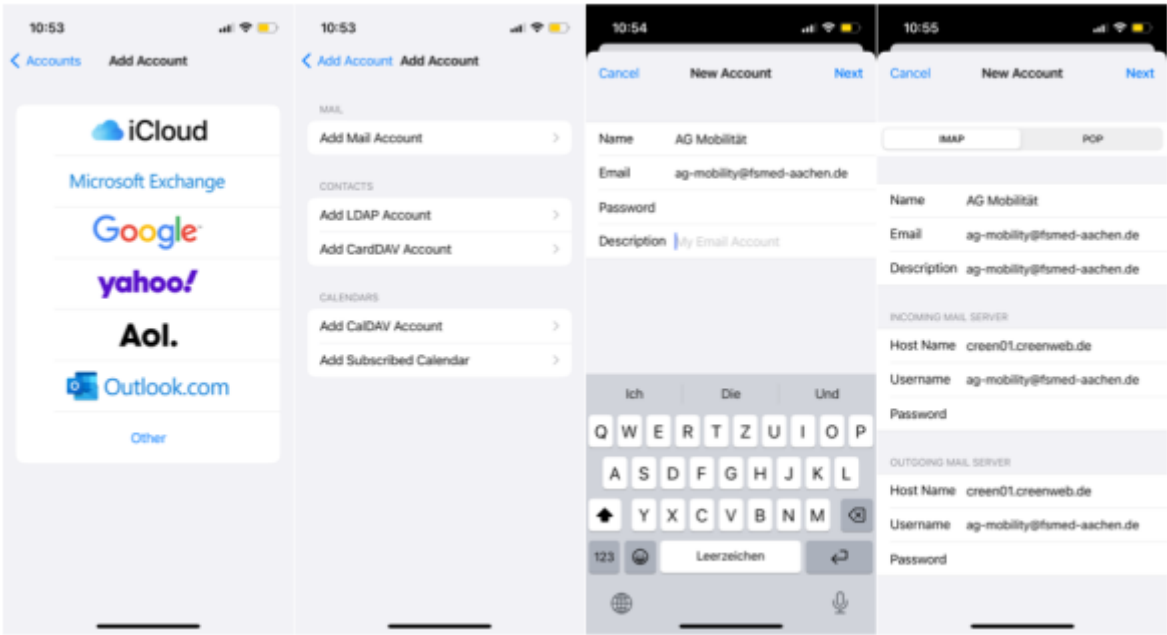 10:53
Accounts Add Account
iCloud
Microsoft Exchange
Google
yahoo!
Aol.
Outlook.com
Other
10:53
Add Account Add Account
MAIL
Add Mail Account
CONTACTS
Add LDAP Account
Add CardDAV Account
CALENDARS
Add CalDAV Account
Add Subscribed Calendar
10:54
Cancel New Account Next
Name AG Mobilität
Email ag-mobility@fsmed-aachen.de
Password
Description My Email Account
Ich Die Und
Q W E R T Z U I O P
A S D F G H J K L
Y X C V B N M
123 Leerzeichen
10:55
Cancel New Account Next
IMAP POP
Name AG Mobilität
Email ag-mobility@fsmed-aachen.de
Description ag-mobility@fsmed-aachen.de
INCOMING MAIL SERVER
Host Name creen01.creenweb.de
Username ag-mobility@fsmed-aachen.de
Password
OUTGOING MAIL SERVER
Host Name creen01.creenweb.de
Username ag-mobility@fsmed-aachen.de
Password